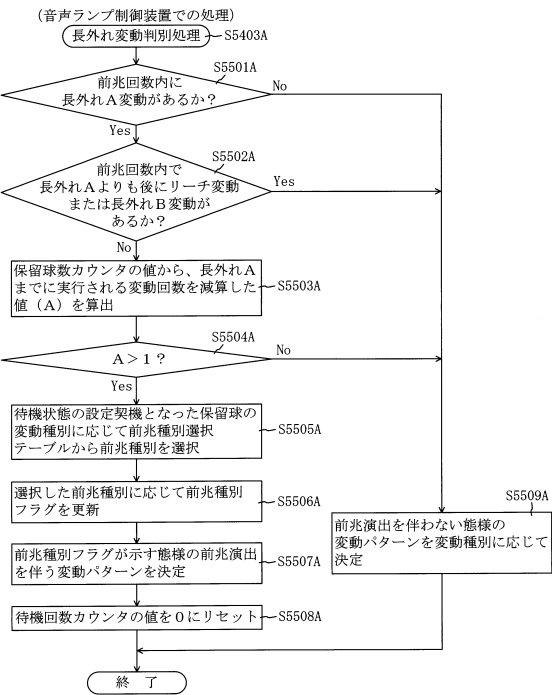 （音声ランプ制御装置での処理）
長外れ変動判別処理
S5403A
S5501A
前兆回数内に
長外れＡ変動があるか？
No
Yes
S5502A
前兆回数内で
長外れＡよりも後にリーチ変動
または長外れＢ変動が
あるか？
Yes
No
保留球数カウンタの値から、長外れＡ
までに実行される変動回数を減算した
値（Ａ）を算出
S5503A
S5504A
Ａ＞１？
No
Yes
待機状態の設定契機となった保留球の
変動種別に応じて前兆種別選択
テーブルから前兆種別を選択
S5505A
選択した前兆種別に応じて前兆種別
フラグを更新
S5506A
S5509A
前兆演出を伴わない態様の
変動パターンを変動種別に応じて
決定
前兆種別フラグが示す態様の前兆演出
を伴う変動パターンを決定
S5507A
待機回数カウンタの値を０にリセット
S5508A
終　了